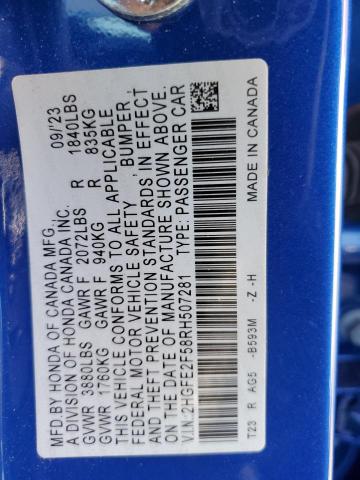 MFD.BY HONDA OF CANADA MFG. 09/'23
A DIVISION OF HONDA CANADA INC.
GVWR 3880LBS GAWR F 2072LBS R 1840LBS
GVWR 1760KG GAWR F 940KG R 835KG
THIS VEHICLE CONFORMS TO ALL APPLICABLE
FEDERAL MOTOR VEHICLE SAFETY, BUMPER,
AND THEFT PREVENTION STANDARDS IN EFFECT
ON THE DATE OF MANUFACTURE SHOWN ABOVE.
V.I.N:2HGFE2F58RH507281 TYPE:PASSENGER CAR
T23 R AG5 -B593M -Z -H MADE IN CANADA